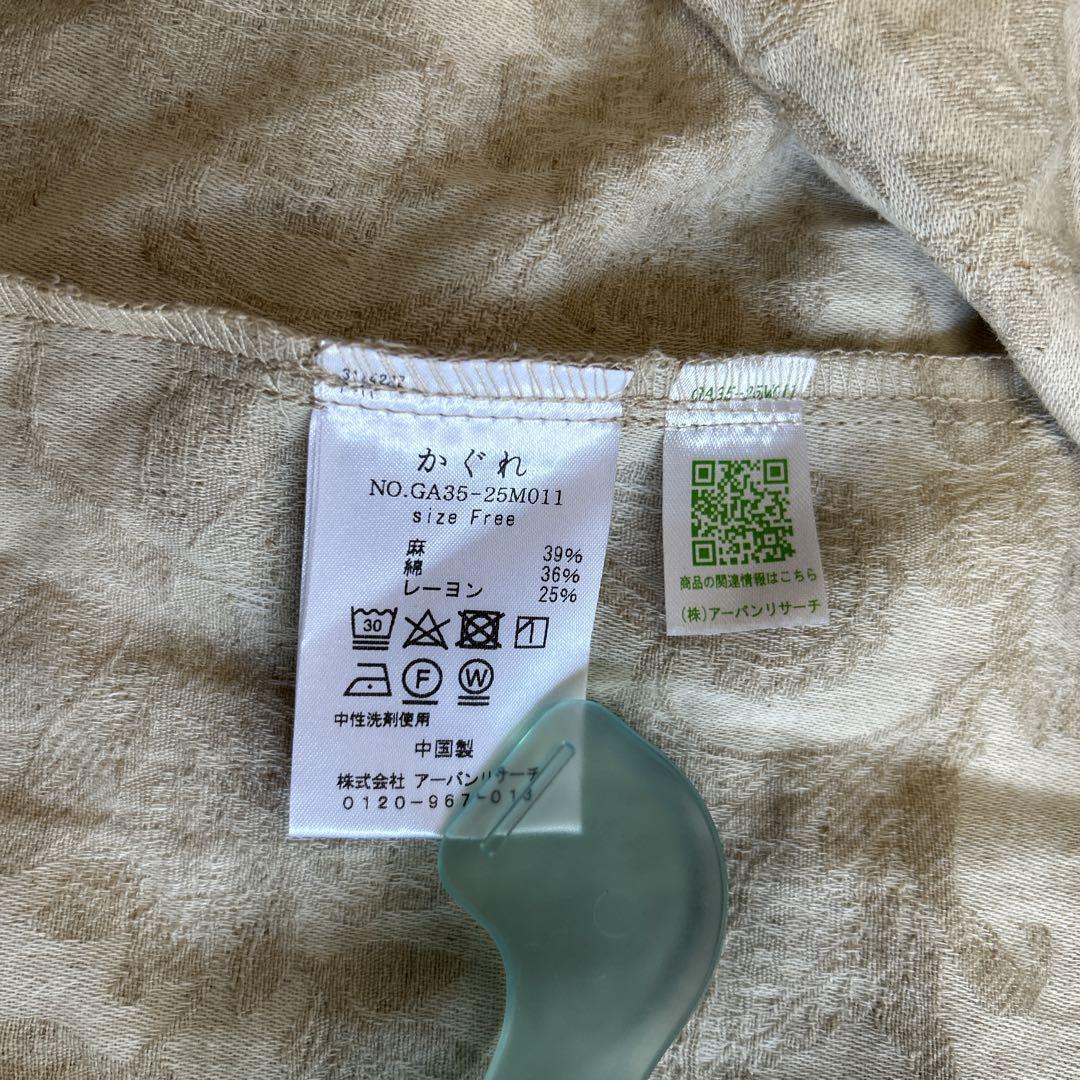 かぐれ
NO.GA35-25M011
size Free
麻 39%
綿 36%
レーヨン 25%
30
F
W
中性洗剤使用
中国製
株式会社 アーバンリサーチ
0120-967-013
商品の関連情報はこちら
(株)アーバンリサーチ